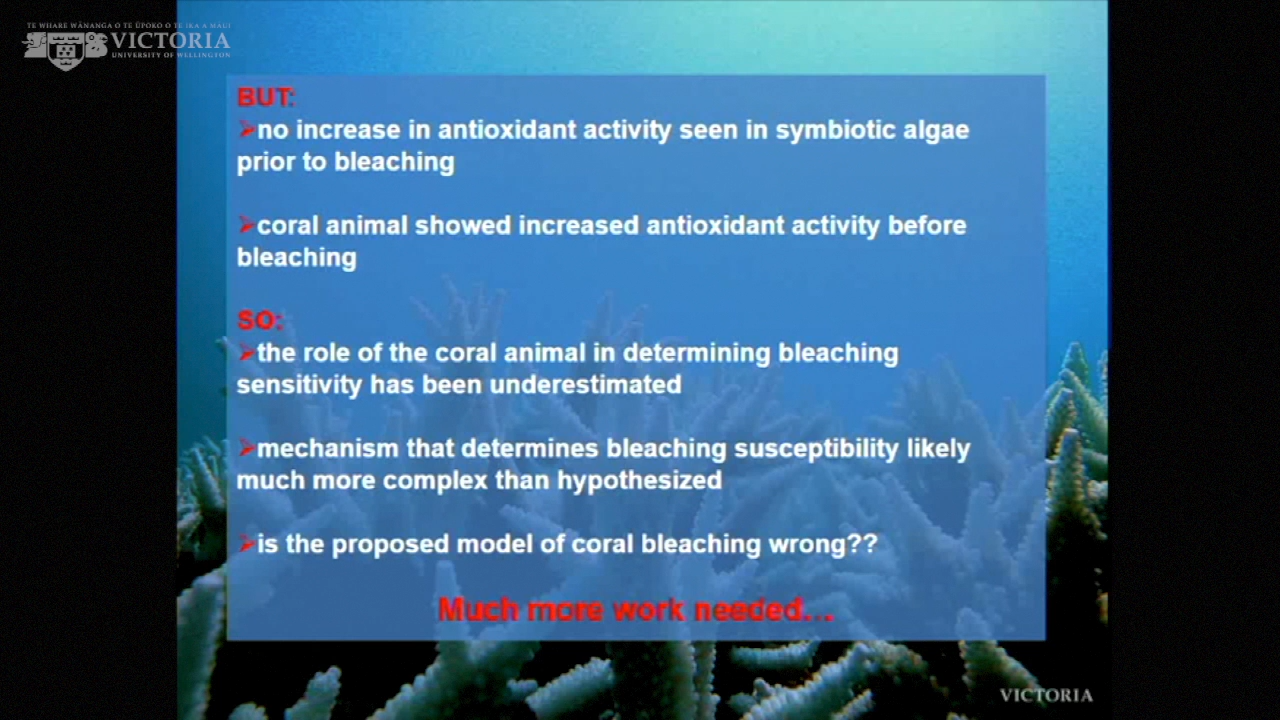 TE WHARE WĀNANGA O TE ŪPOKO O TE IKA A MĀUI
VICTORIA
UNIVERSITY OF WELLINGTON
BUT:
➢no increase in antioxidant activity seen in symbiotic algae
prior to bleaching
➢coral animal showed increased antioxidant activity before
bleaching
SO:
➢the role of the coral animal in determining bleaching
sensitivity has been underestimated
➢mechanism that determines bleaching susceptibility likely
much more complex than hypothesized
➢is the proposed model of coral bleaching wrong??
Much more work needed...
VICTORIA